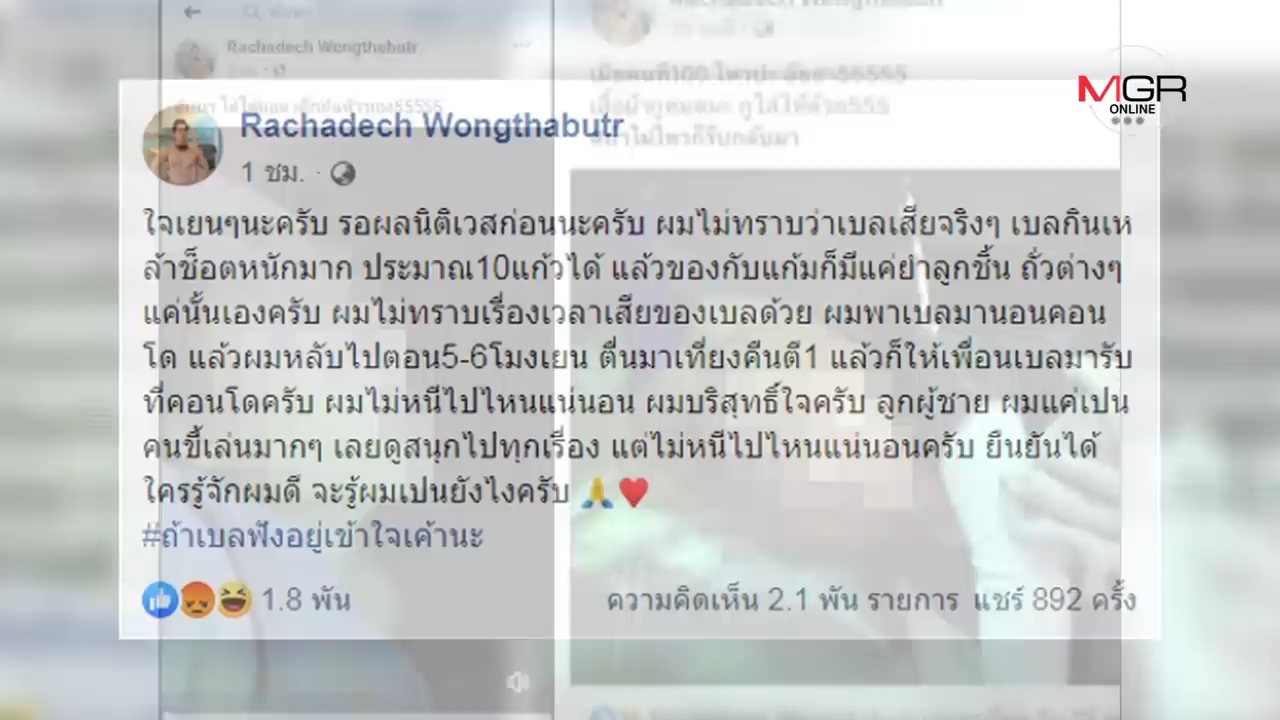 Rachadech Wongthabutr
MGR
ONLINE
Rachadech Wongthabutr
1 ชม.
ใจเยนๆนะครับ รอผลนิติเวสก่อนนะครับ ผมไม่ทราบว่าเบลเสียจริงๆ เบลกินเห
ล้าช็อตหนักมาก ประมาณ10แก้วได้ แล้วของกับแก้มก็มีแค่ยำลูกชิ้น ถั่วต่างๆ
แค่นั้นเองครับ ผมไม่ทราบเรื่องเวลาเสียของเบลด้วย ผมพาเบลมานอนคอน
โด แล้วผมหลับไปตอน5-6โมงเยน ตื่นมาเที่ยงคืนตี1 แล้วก็ให้เพื่อนเบลมารับ
ที่คอนโดครับ ผมไม่หนีไปไหนแน่นอน ผมบริสุทธิ์ใจครับ ลูกผู้ชาย ผมแค่เปน
คนขี้เล่นมากๆ เลยดูสนุกไปทุกเรื่อง แต่ไม่หนีไปไหนแน่นอนครับ ยืนยันได้
ใครรู้จักผมดี จะรู้ผมเปนยังไงครับ 🙏♥️
#ถ้าเบลฟังอยู่เข้าใจเค้านะ
1.8 พัน
ความคิดเห็น 2.1 พัน รายการ แชร์ 892 ครั้ง